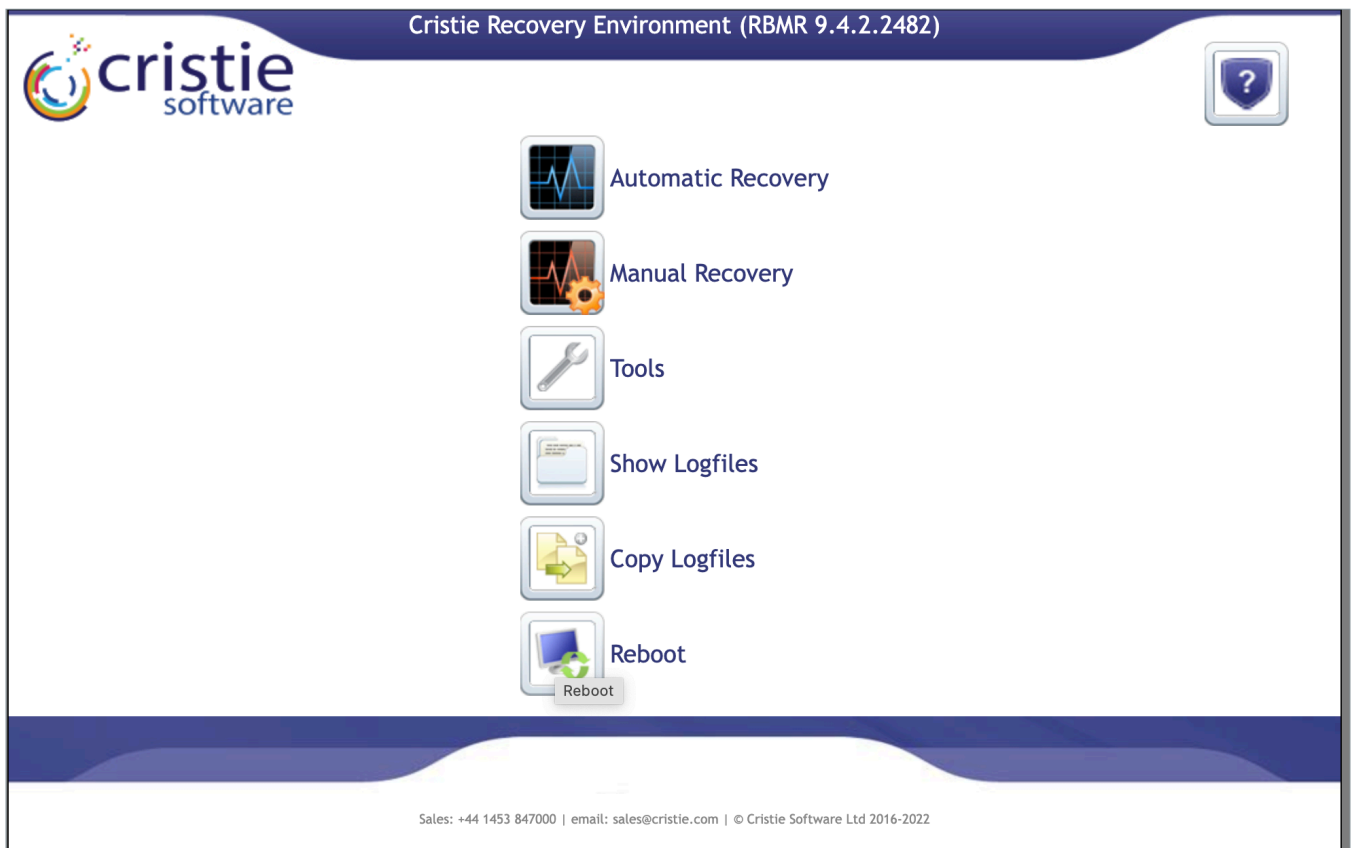 Cristie Recovery Environment (RBMR 9.4.2.2482)
cristie
software
?
Automatic Recovery
Manual Recovery
Tools
Show Logfiles
Copy Logfiles
Reboot
Reboot
Sales: +44 1453 847000 | email: sales@cristie.com | © Cristie Software Ltd 2016-2022